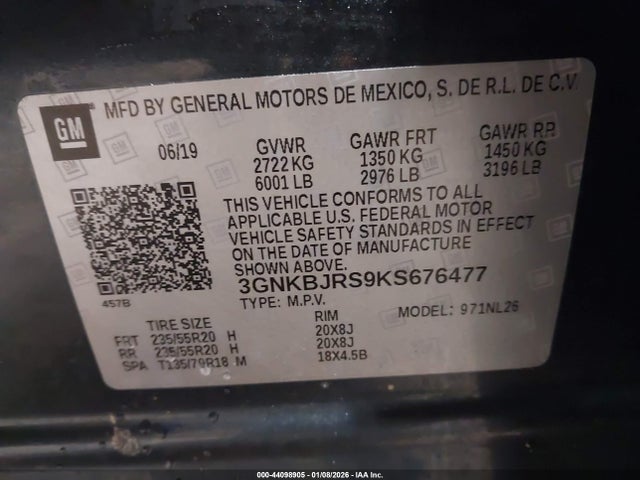 GM MFD BY GENERAL MOTORS DE MEXICO, S. DE R.L. DE C.V.
06/19 GVWR GAWR FRT GAWR RR
2722 KG 1350 KG 1450 KG
6001 LB 2976 LB 3196 LB
THIS VEHICLE CONFORMS TO ALL
APPLICABLE U.S. FEDERAL MOTOR
VEHICLE SAFETY STANDARDS IN EFFECT
ON THE DATE OF MANUFACTURE
SHOWN ABOVE.
3GNKBJRS9KS676477
457B
TYPE: M.P.V. MODEL: 971NL26
TIRE SIZE RIM
FRT 235/55R20 H 20X8J
RR 235/55R20 H 20X8J
SPA T135/70R18 M 18X4.5B
000-44098905 | 01/08/2026 - IAA Inc.